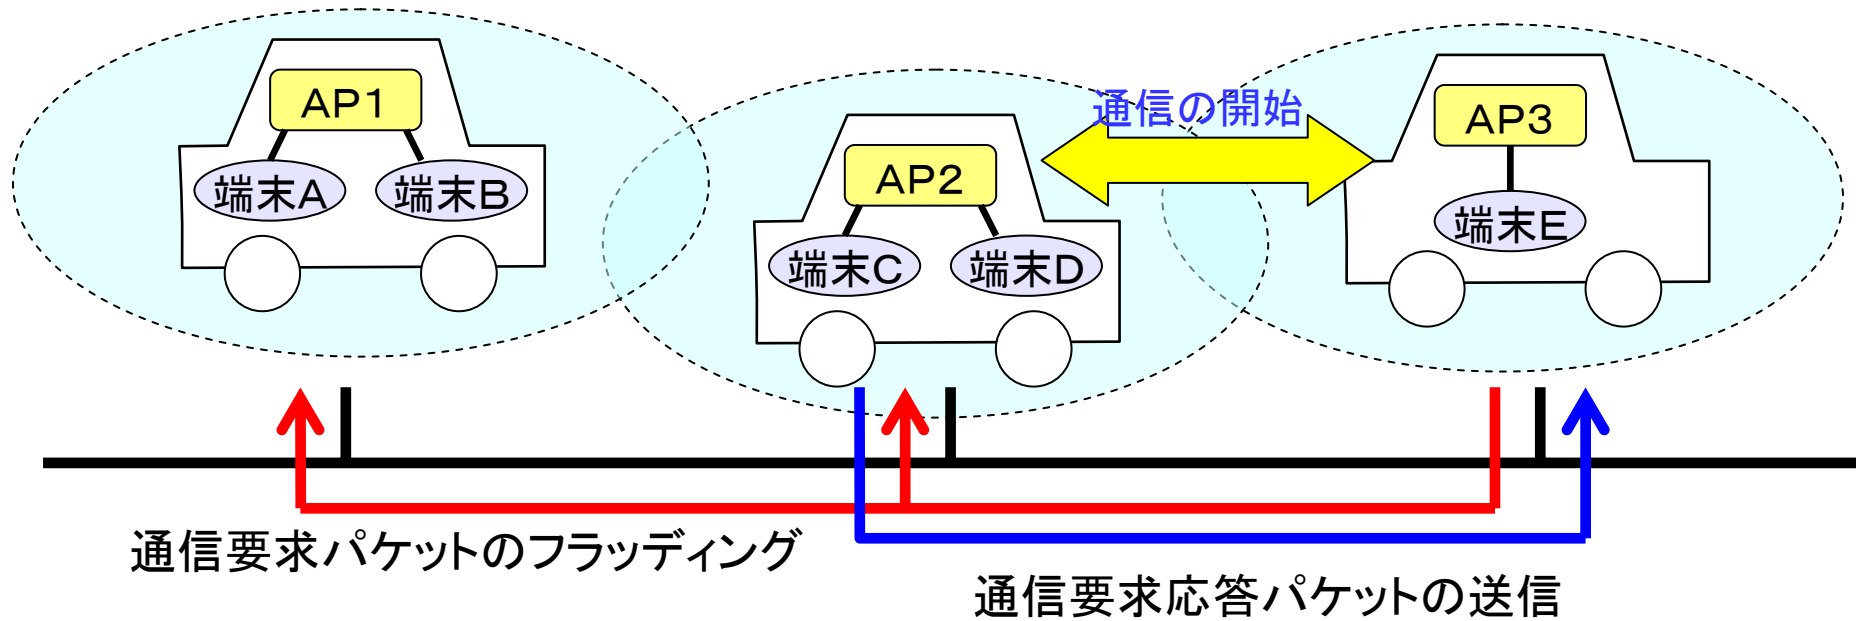 AP1
端末A
端末B
AP2
端末C
端末D
通信の開始
AP3
端末E
通信要求パケットのフラッディング
通信要求応答パケットの送信